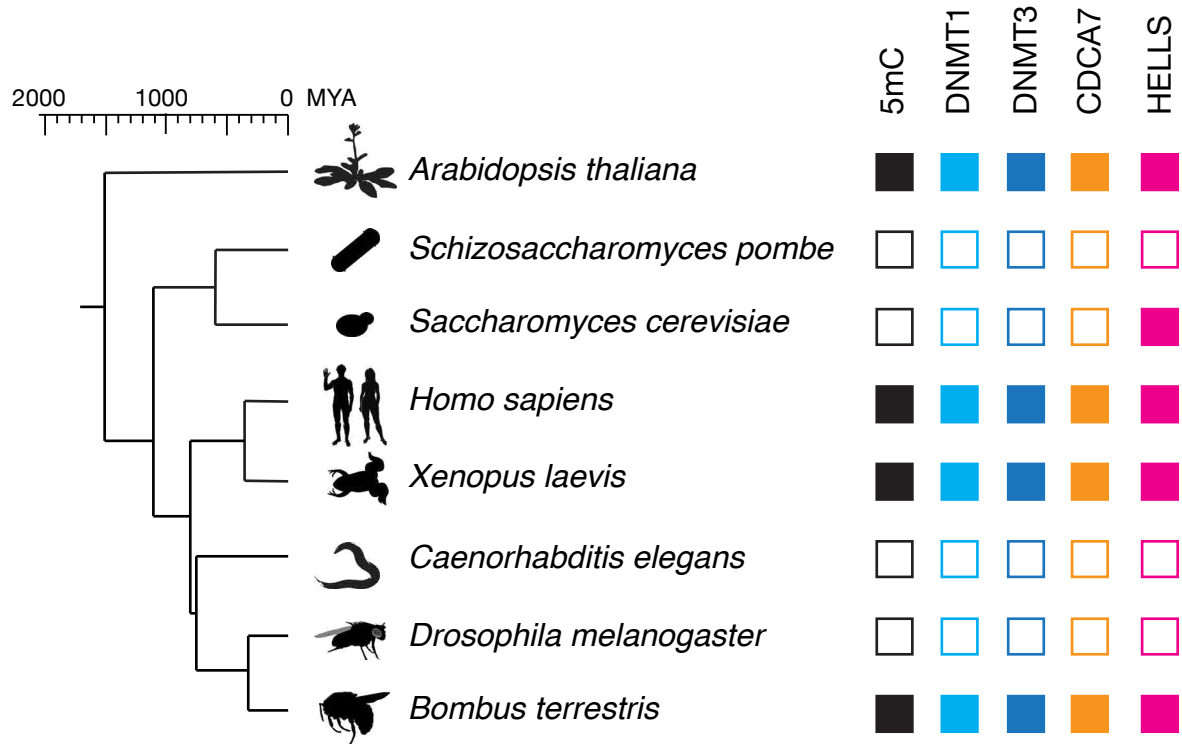 5mC
DNMT1
DNMT3
CDCA7
HELLS
2000 1000 0 MYA
Arabidopsis thaliana
Schizosaccharomyces pombe
Saccharomyces cerevisiae
Homo sapiens
Xenopus laevis
Caenorhabditis elegans
Drosophila melanogaster
Bombus terrestris